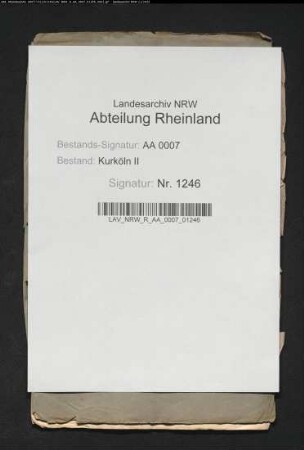 Landesarchiv NRW
Abteilung Rheinland
Bestands-Signatur: AA 0007
Bestand: Kurköln II
Signatur: Nr. 1246
LAV_NRW_R_AA_0007_01246